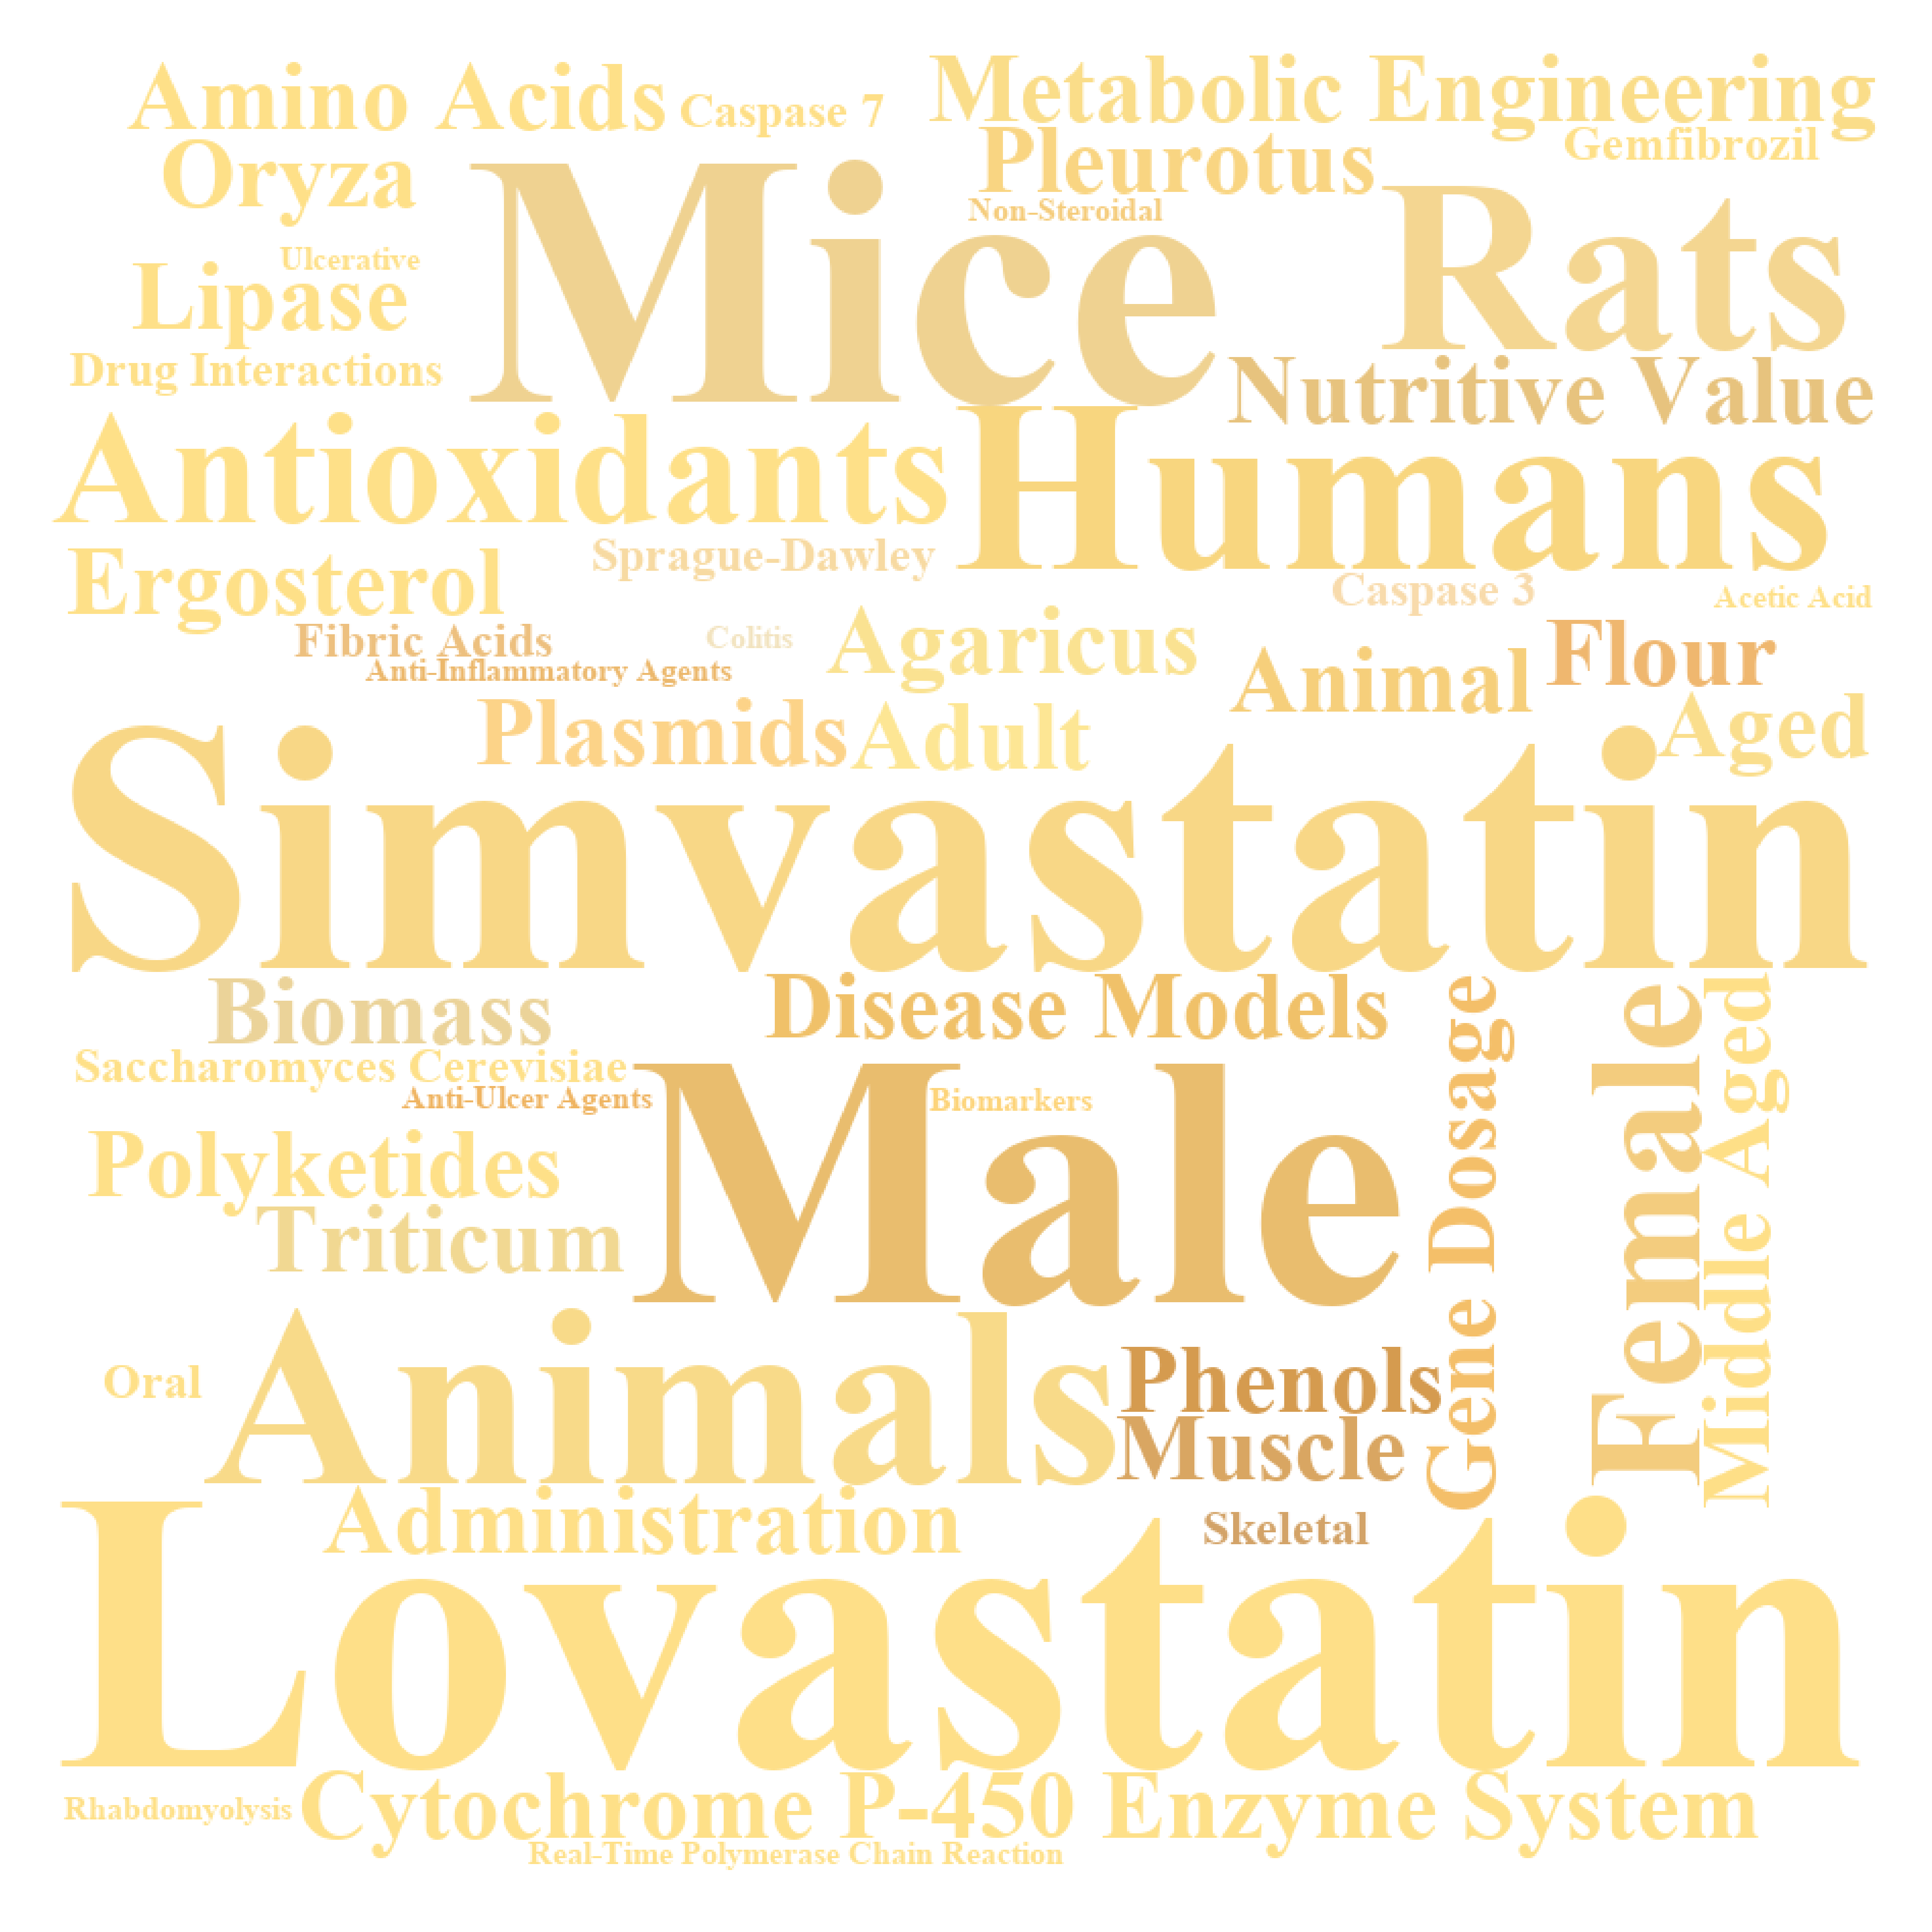 Amino Acids
Caspase 7
Metabolic Engineering
Oryza
Mice
Pleurotus
Gemfibrozil
Non-Steroidal
Rats
Ulcerative
Lipase
Drug Interactions
Nutritive Value
Antioxidants
Humans
Ergosterol
Sprague-Dawley
Caspase 3
Acetic Acid
Fibric Acids
Colitis
Agaricus
Anti-Inflammatory Agents
Animal
Flour
Plasmids
Adult
Aged
Simvastatin
Biomass
Disease Models
Saccharomyces Cerevisiae
Anti-Ulcer Agents
Male
Biomarkers
Gene Dosage
Female
Middle Aged
Polyketides
Triticum
Oral
Animals
Phenols
Muscle
Administration
Skeletal
Lovastatin
Rhabdomyolysis
Cytochrome P-450 Enzyme System
Real-Time Polymerase Chain Reaction